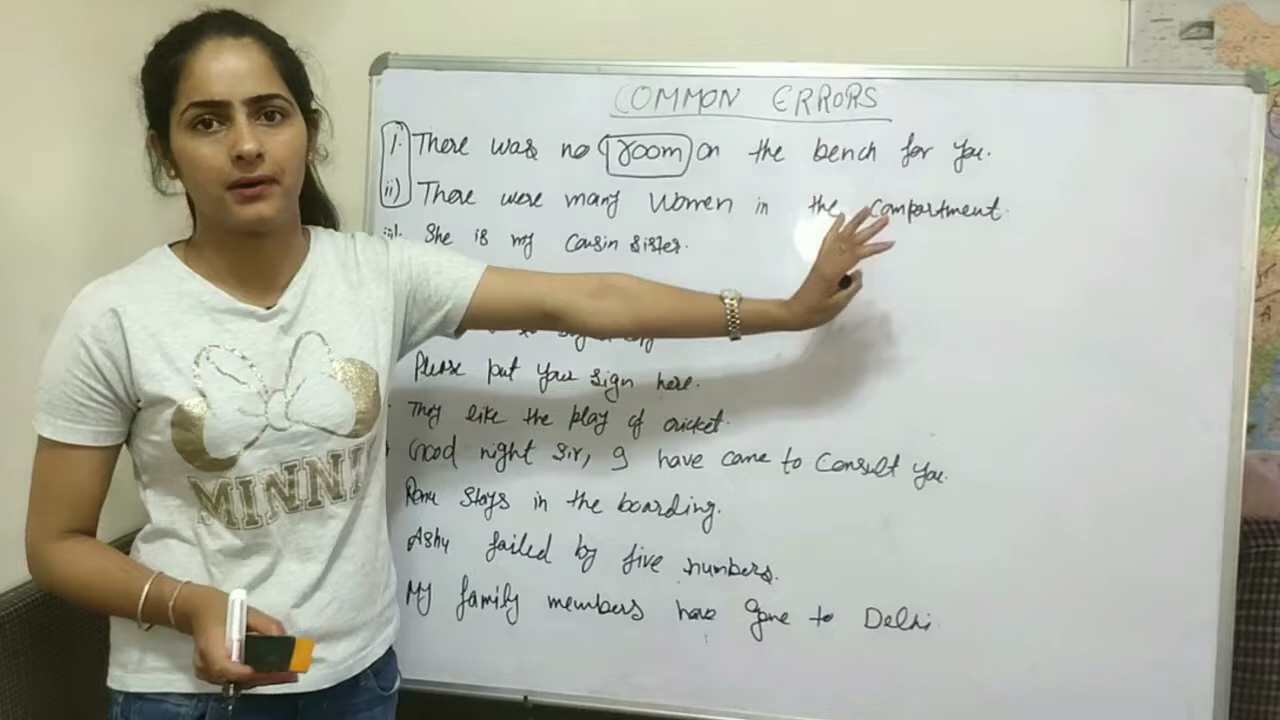 COMMON ERRORS
1. There was no room on the bench for you.
ii) There were many women in the compartment.
iii). She is my cousin sister.
Please put your sign here.
They like the play of cricket.
Good night Sir, I have come to consult you.
stays in the boarding.
Ashu failed by five numbers.
My family members have gone to Delhi.
MINNI